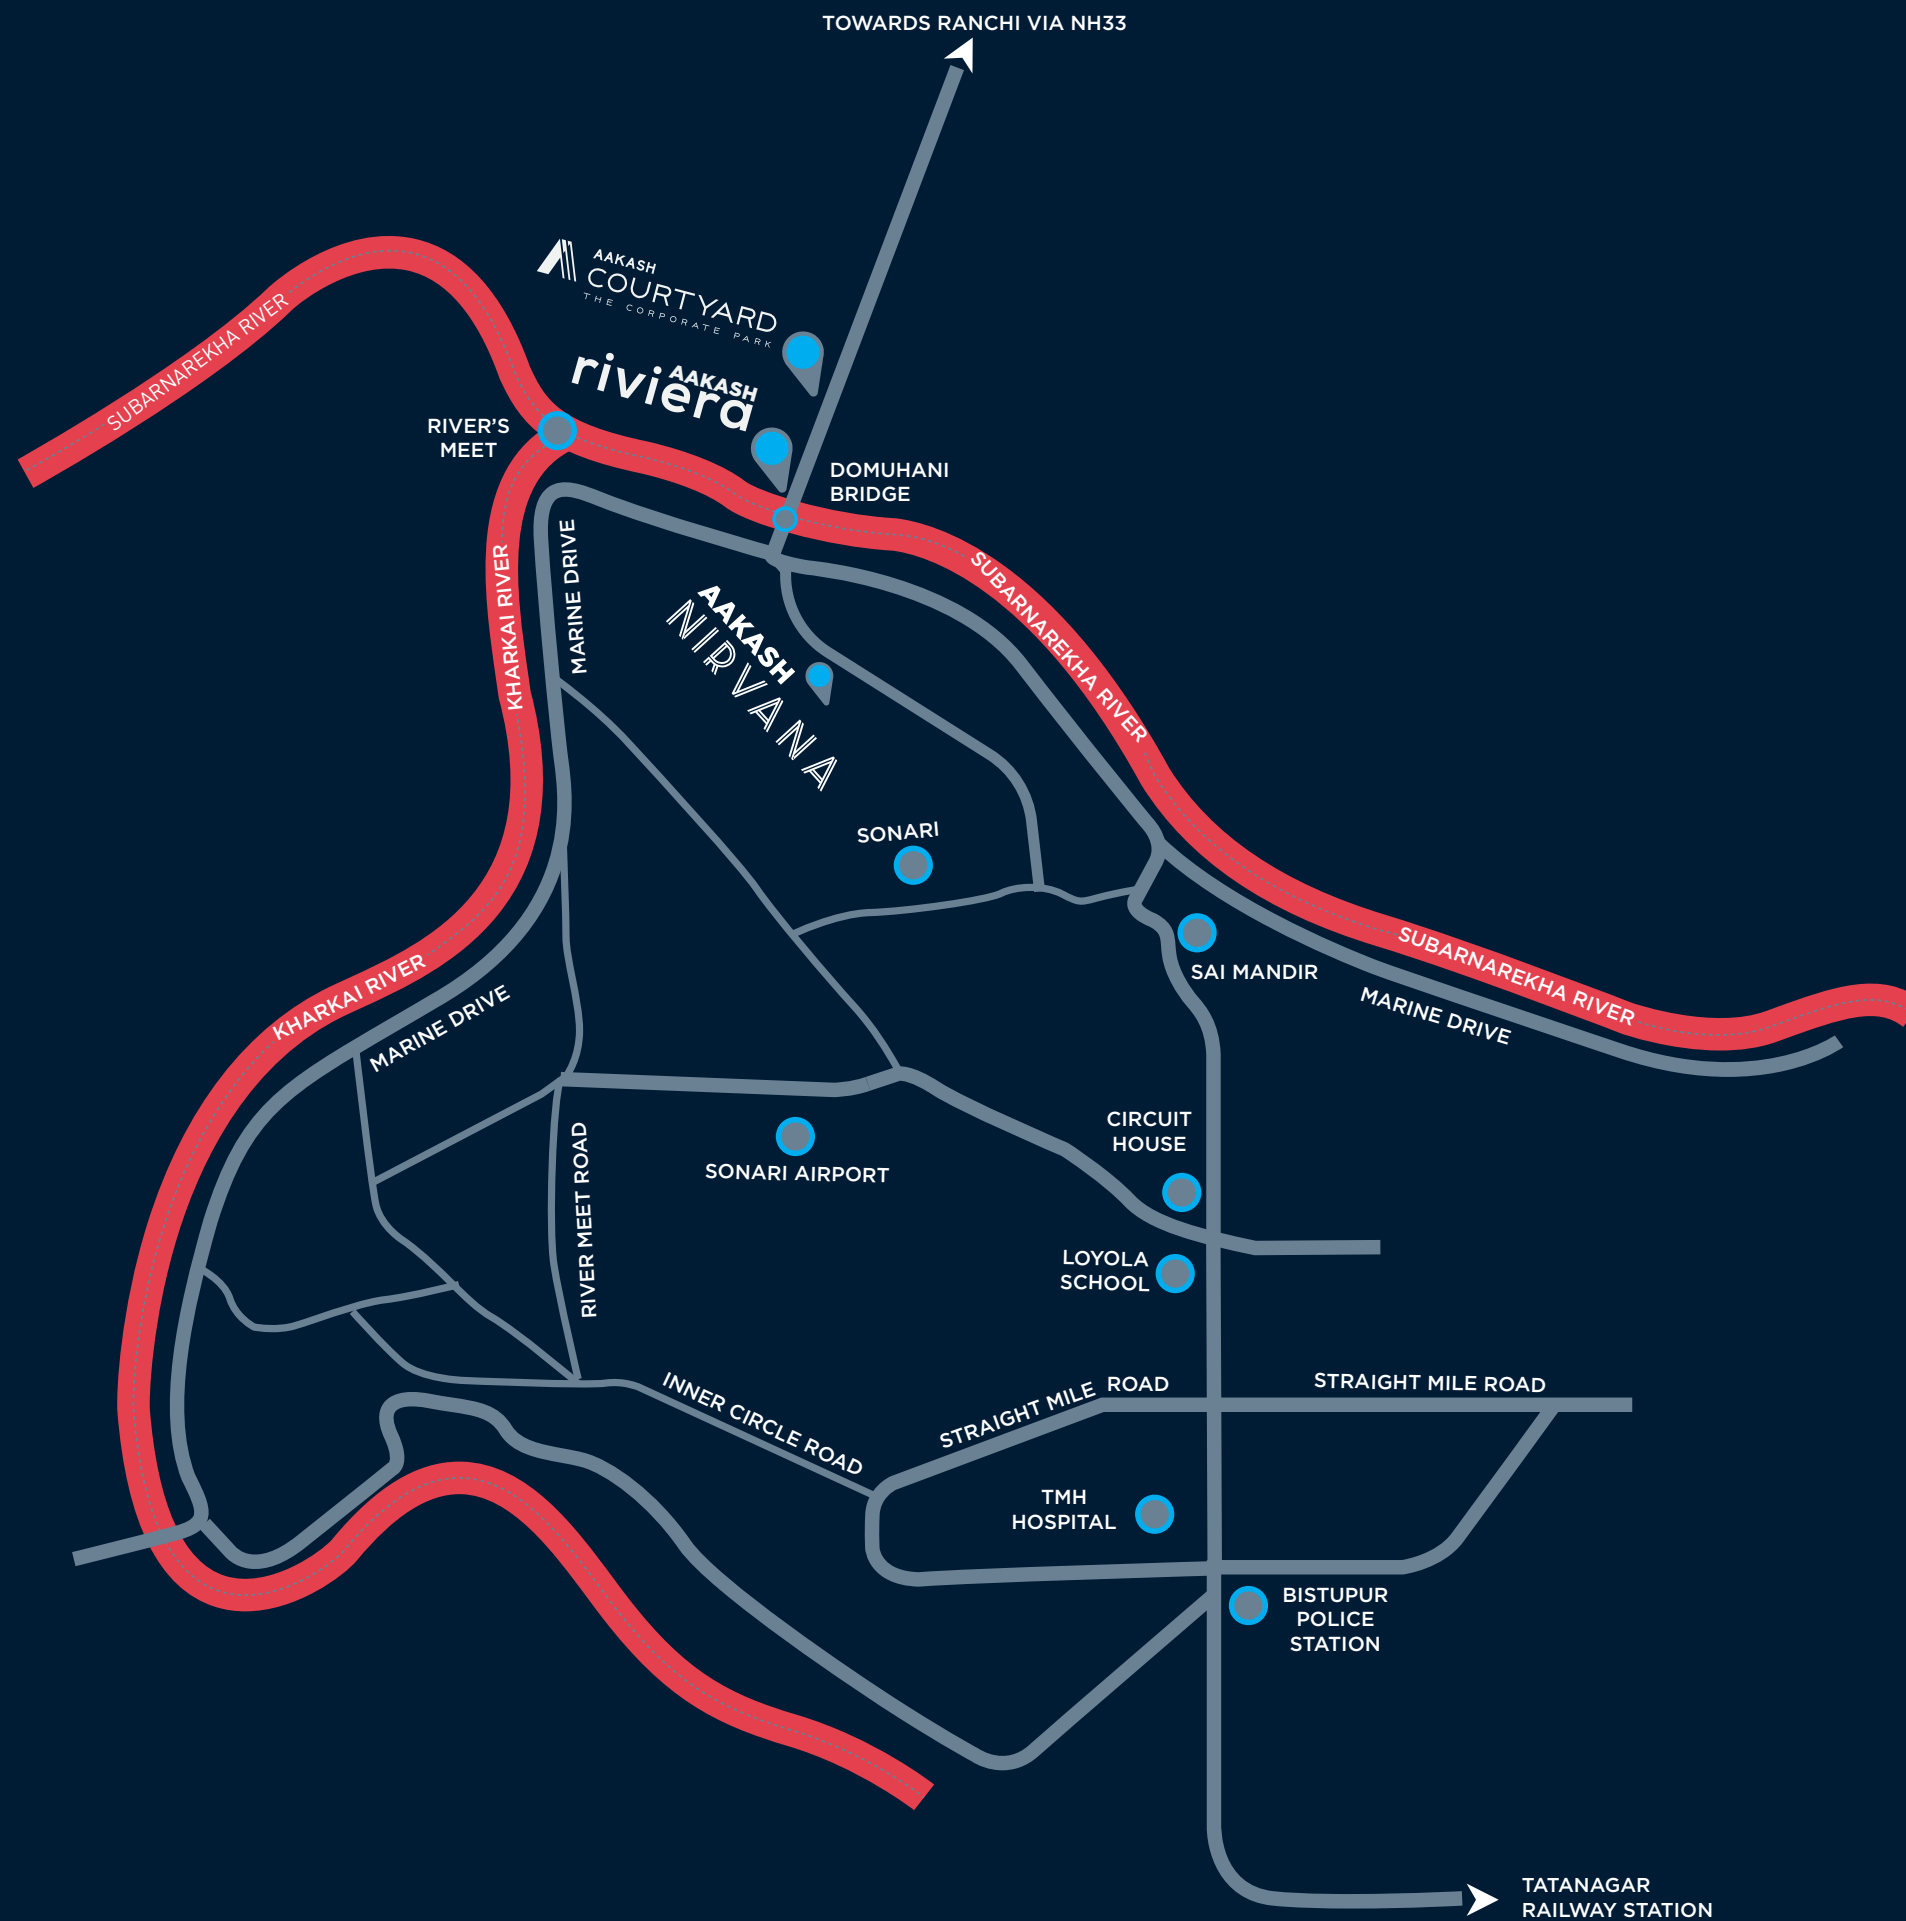 TOWARDS RANCHI VIA NH33
AAKASH
COURTYARD
THE CORPORATE PARK
SUBARNAREKHA RIVER
AAKASH
riviera
RIVER'S
MEET
DOMUHANI
BRIDGE
MARINE DRIVE
KHARKAI RIVER
SUBARNAREKHA RIVER
AAKASH
NIRVANA
SONARI
SUBARNAREKHA RIVER
SAI MANDIR
MARINE DRIVE
KHARKAI RIVER
MARINE DRIVE
CIRCUIT
HOUSE
SONARI AIRPORT
RIVER MEET ROAD
LOYOLA
SCHOOL
INNER CIRCLE ROAD
STRAIGHT MILE ROAD
STRAIGHT MILE ROAD
TMH
HOSPITAL
BISTUPUR
POLICE
STATION
TATANAGAR
RAILWAY STATION